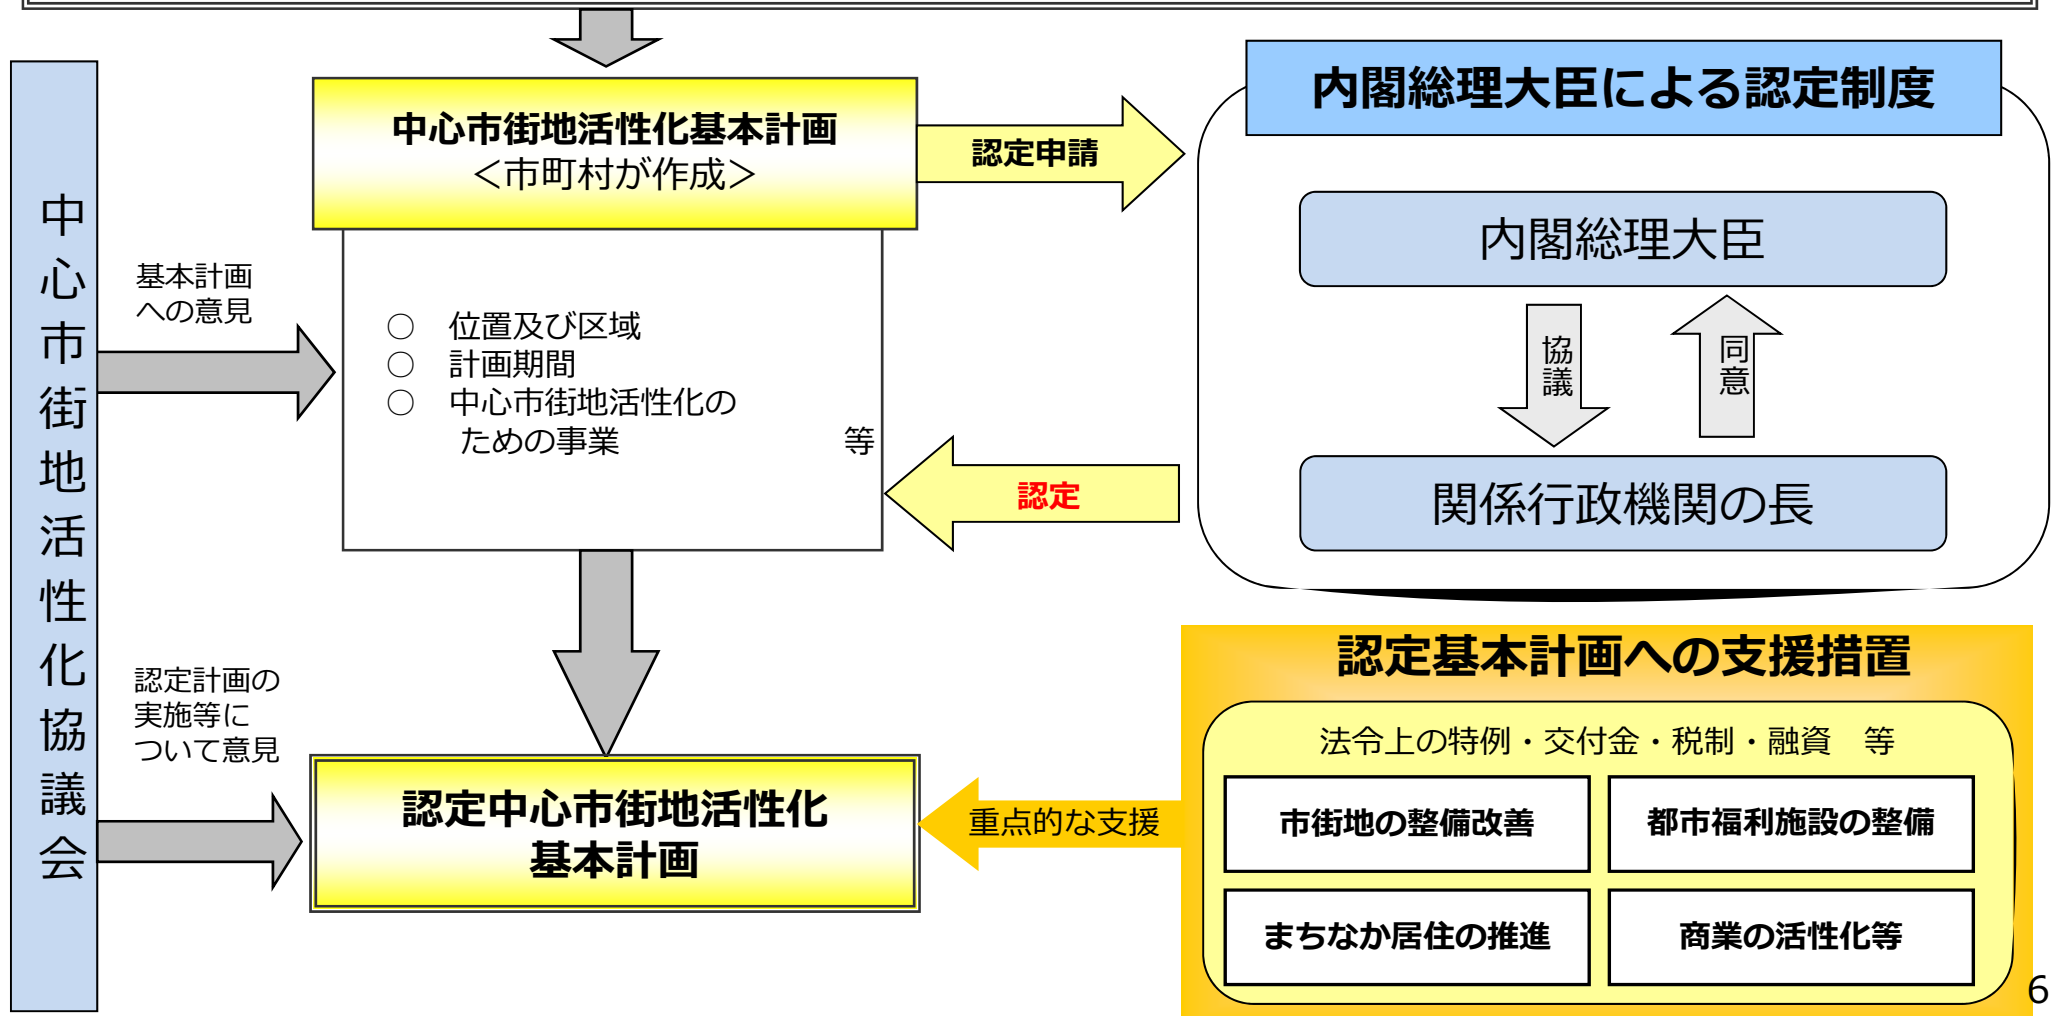 中心市街地活性化協議会
中心市街地活性化基本計画
＜市町村が作成＞
認定申請
内閣総理大臣による認定制度
内閣総理大臣
協議
同意
関係行政機関の長
基本計画
への意見
○　位置及び区域
○　計画期間
○　中心市街地活性化の
ための事業　等
認定
認定計画の
実施等に
ついて意見
認定中心市街地活性化
基本計画
重点的な支援
認定基本計画への支援措置
法令上の特例・交付金・税制・融資　等
市街地の整備改善
都市福利施設の整備
まちなか居住の推進
商業の活性化等
6